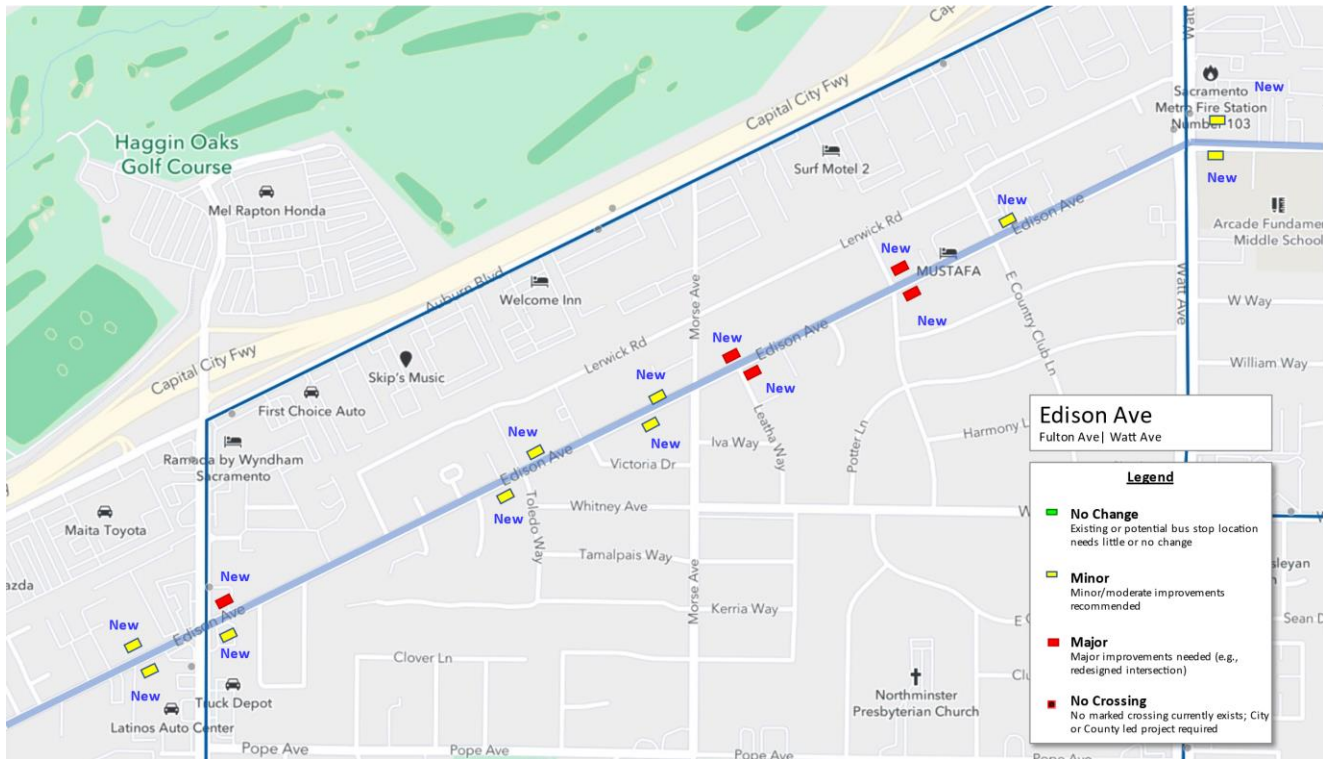 Capital City Fwy
Watt
New
Sacramento
Metro Fire Station
Number 103
New
Haggin Oaks
Golf Course
Surf Motel 2
Mel Rapton Honda
New
Edison Ave
Arcade Fundam
Middle School
Lerwick Rd
New
MUSTAFA
Auburn Blvd
Welcome Inn
Morse Ave
E Country Club Ln
Watt Ave
W Way
New
New
Edison Ave
Capital City Fwy
Skip's Music
Lerwick Rd
New
William Way
First Choice Auto
New
Leatha Way
Edison Ave
Fulton Ave| Watt Ave
New
New
Iva Way
Potter Ln
Harmony L
Ramada by Wyndham
Sacramento
Edison Ave
Victoria Dr
Maita Toyota
New
Toledo Way
Whitney Ave
W
Tamalpais Way
azda
New
Morse Ave
Kerria Way
New
Edison Ave
New
Clover Ln
New
Truck Depot
Latinos Auto Center
Northminster
Presbyterian Church
Pope Ave
Pope Ave
Pope Ave
Pope Ave
Legend
No Change
Existing or potential bus stop location
needs little or no change
Minor
Minor/moderate improvements
recommended
Major
Major improvements needed (e.g.,
redesigned intersection)
No Crossing
No marked crossing currently exists; City
or County led project required
sleyan
Sean D
E
Clu